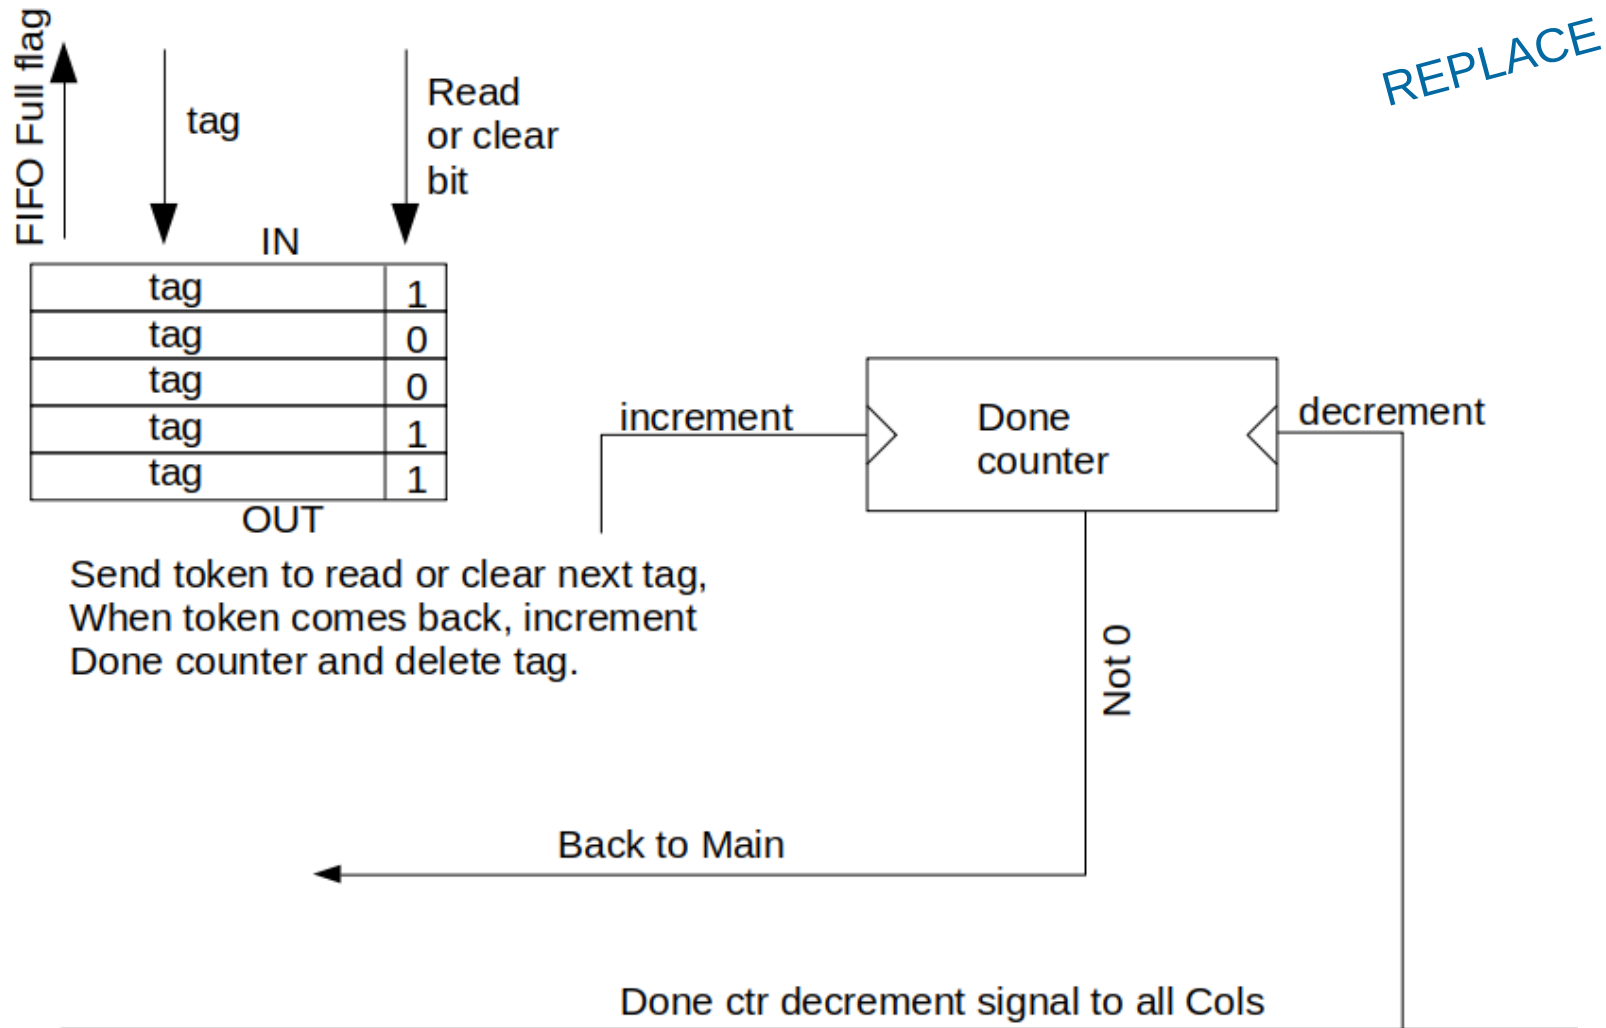 REPLACE
FIFO Full flag
tag
Read
or clear
bit
IN
tag 1
tag 0
tag 0
tag 1
tag 1
OUT
increment
Done
counter
decrement
Send token to read or clear next tag,
When token comes back, increment
Done counter and delete tag.
Not 0
Back to Main
Done ctr decrement signal to all Cols